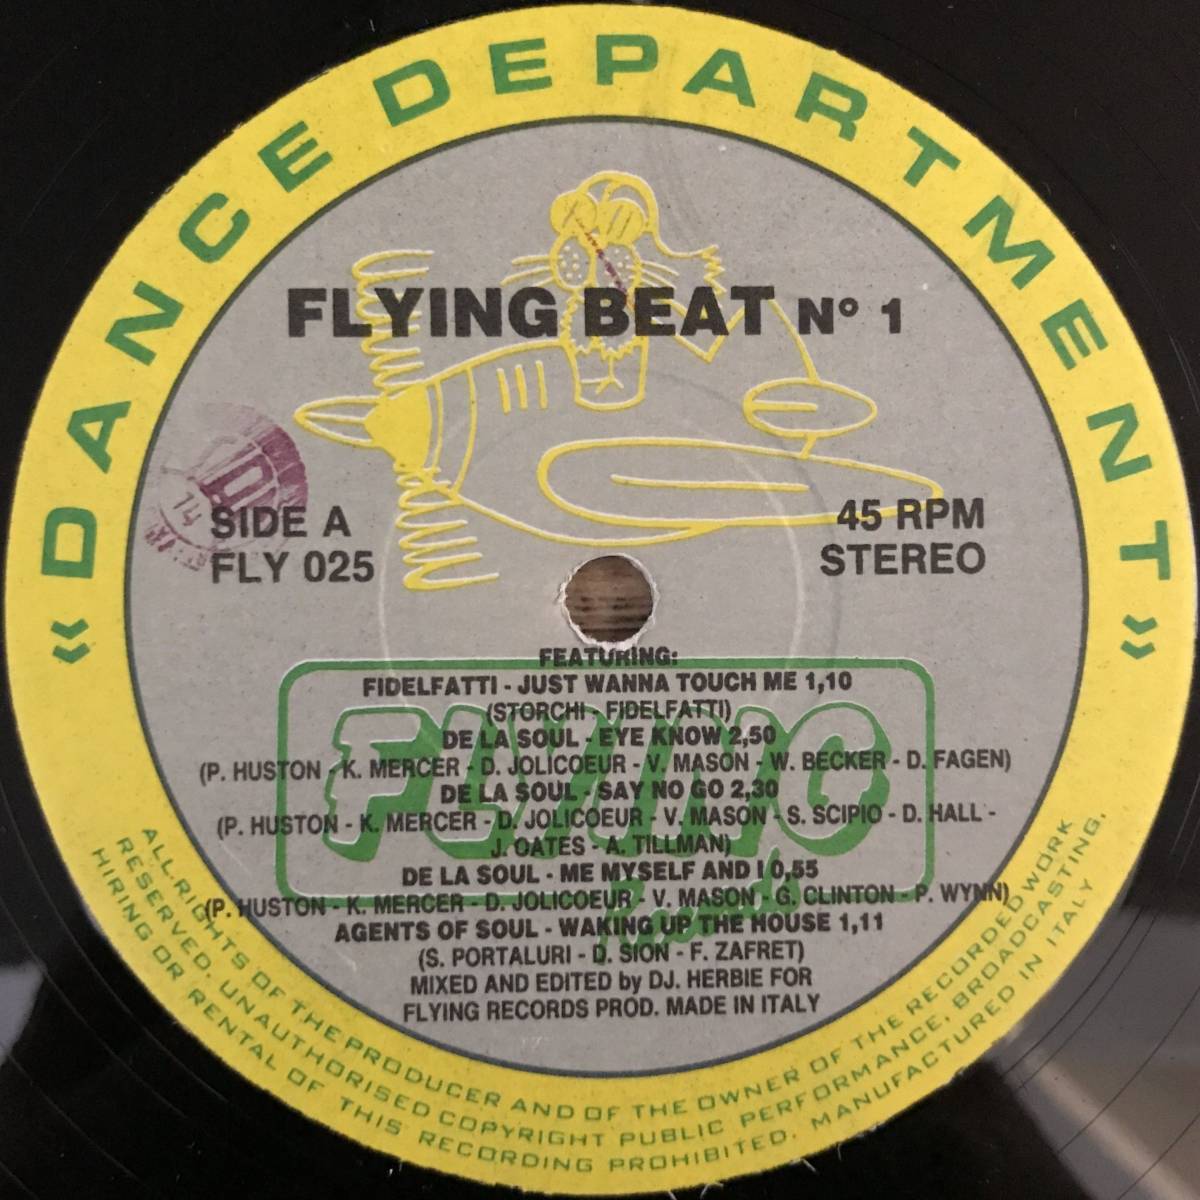 « DANCE DEPARTMENT »
FLYING BEAT N° 1
SIDE A
FLY 025
45 RPM
STEREO
14
FEATURING:
FIDELFATTI - JUST WANNA TOUCH ME 1,10
(STORCHI - FIDELFATTI)
DE LA SOUL - EYE KNOW 2,50
(P. HUSTON - K. MERCER - D. JOLICOEUR - V. MASON - W. BECKER - D. FAGEN)
DE LA SOUL - SAY NO GO 2,30
(P. HUSTON - K. MERCER - D. JOLICOEUR - V. MASON - S. SCIPIO - D. HALL -
J. OATES - A. TILLMAN)
DE LA SOUL - ME MYSELF AND I 0,55
(P. HUSTON - K. MERCER - D. JOLICOEUR - V. MASON - G. CLINTON - P. WYNN)
AGENTS OF SOUL - WAKING UP THE HOUSE 1,11
(S. PORTALURI - D. SION - F. ZAFRET)
MIXED AND EDITED by DJ. HERBIE FOR
FLYING RECORDS PROD. MADE IN ITALY
FLYING
Records
ALL RIGHTS OF THE PRODUCER AND OF THE OWNER OF THE RECORDED WORK
RESERVED. UNAUTHORISED COPYRIGHT PUBLIC PERFORMANCE, BROADCASTING,
HIRING OR RENTAL OF THIS RECORDING PROHIBITED. MANUFACTURED IN ITALY